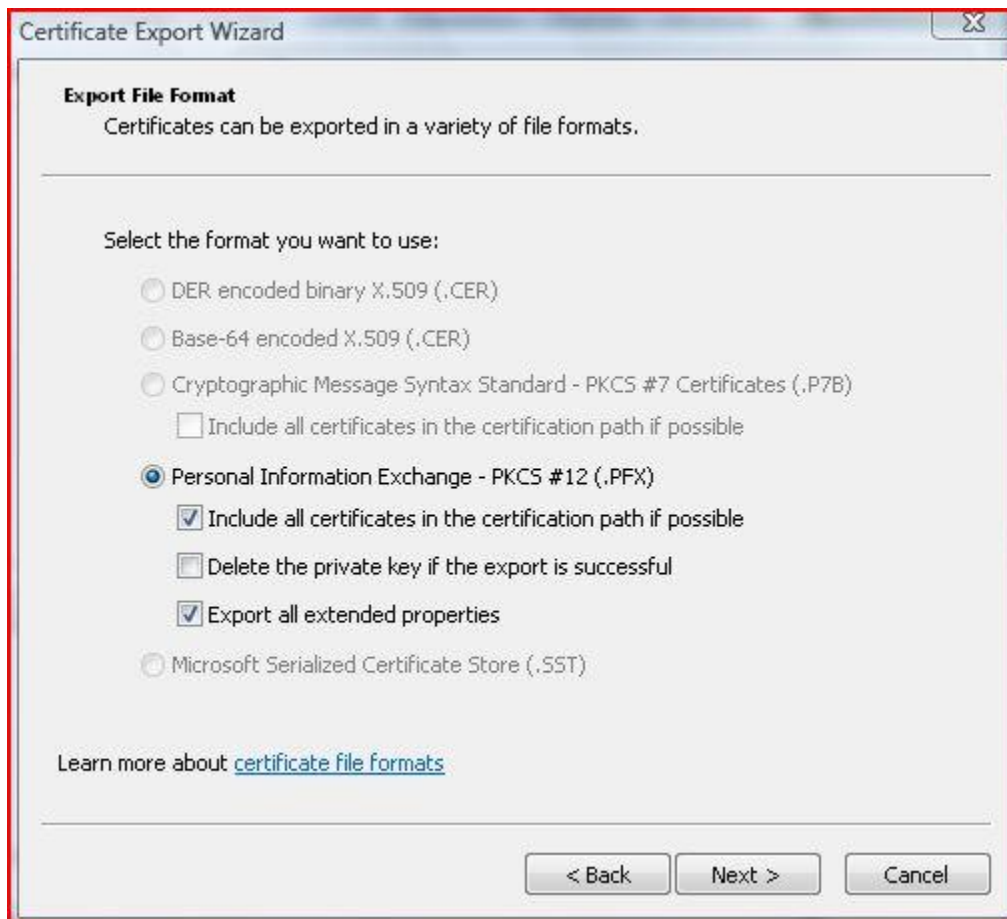 Certificate Export Wizard
Export File Format
Certificates can be exported in a variety of file formats.
Select the format you want to use:
DER encoded binary X.509 (.CER)
Base-64 encoded X.509 (.CER)
Cryptographic Message Syntax Standard - PKCS #7 Certificates (.P7B)
Include all certificates in the certification path if possible
Personal Information Exchange - PKCS #12 (.PFX)
Include all certificates in the certification path if possible
Delete the private key if the export is successful
Export all extended properties
Microsoft Serialized Certificate Store (.SST)
Learn more about certificate file formats
< Back Next > Cancel